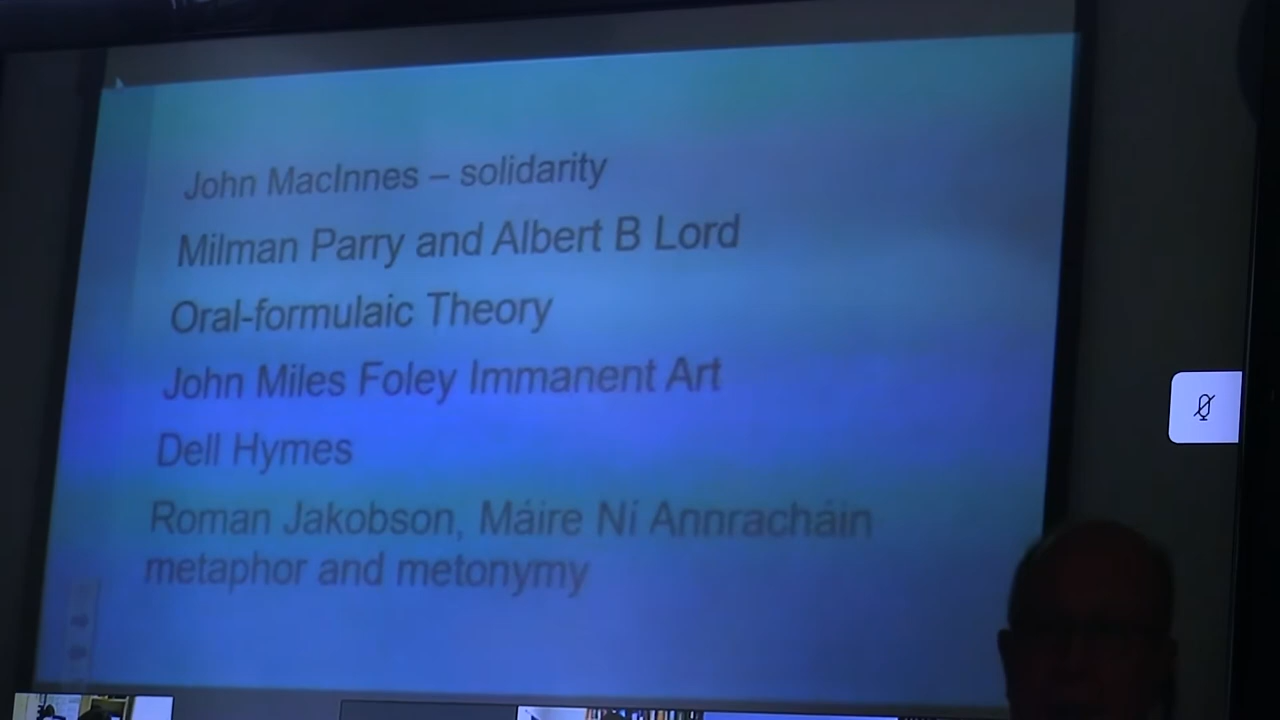 John MacInnes – solidarity
Milman Parry and Albert B Lord
Oral-formulaic Theory
John Miles Foley Immanent Art
Dell Hymes
Roman Jakobson, Máire Ní Annracháin
metaphor and metonymy